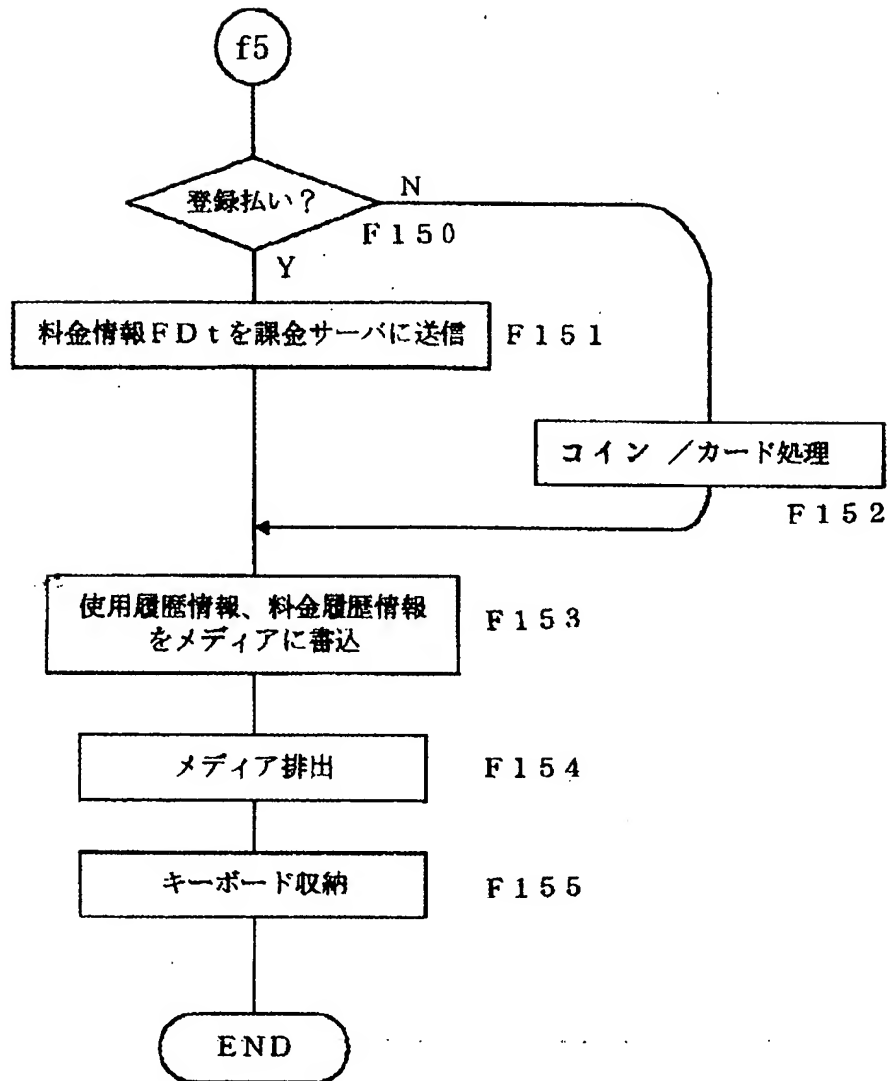 f5
登録払い？
N
F150
Y
料金情報FDtを課金サーバに送信
F151
コイン ／カード処理
F152
使用履歴情報、料金履歴情報
をメディアに書込
F153
メディア排出
F154
キーボード収納
F155
END